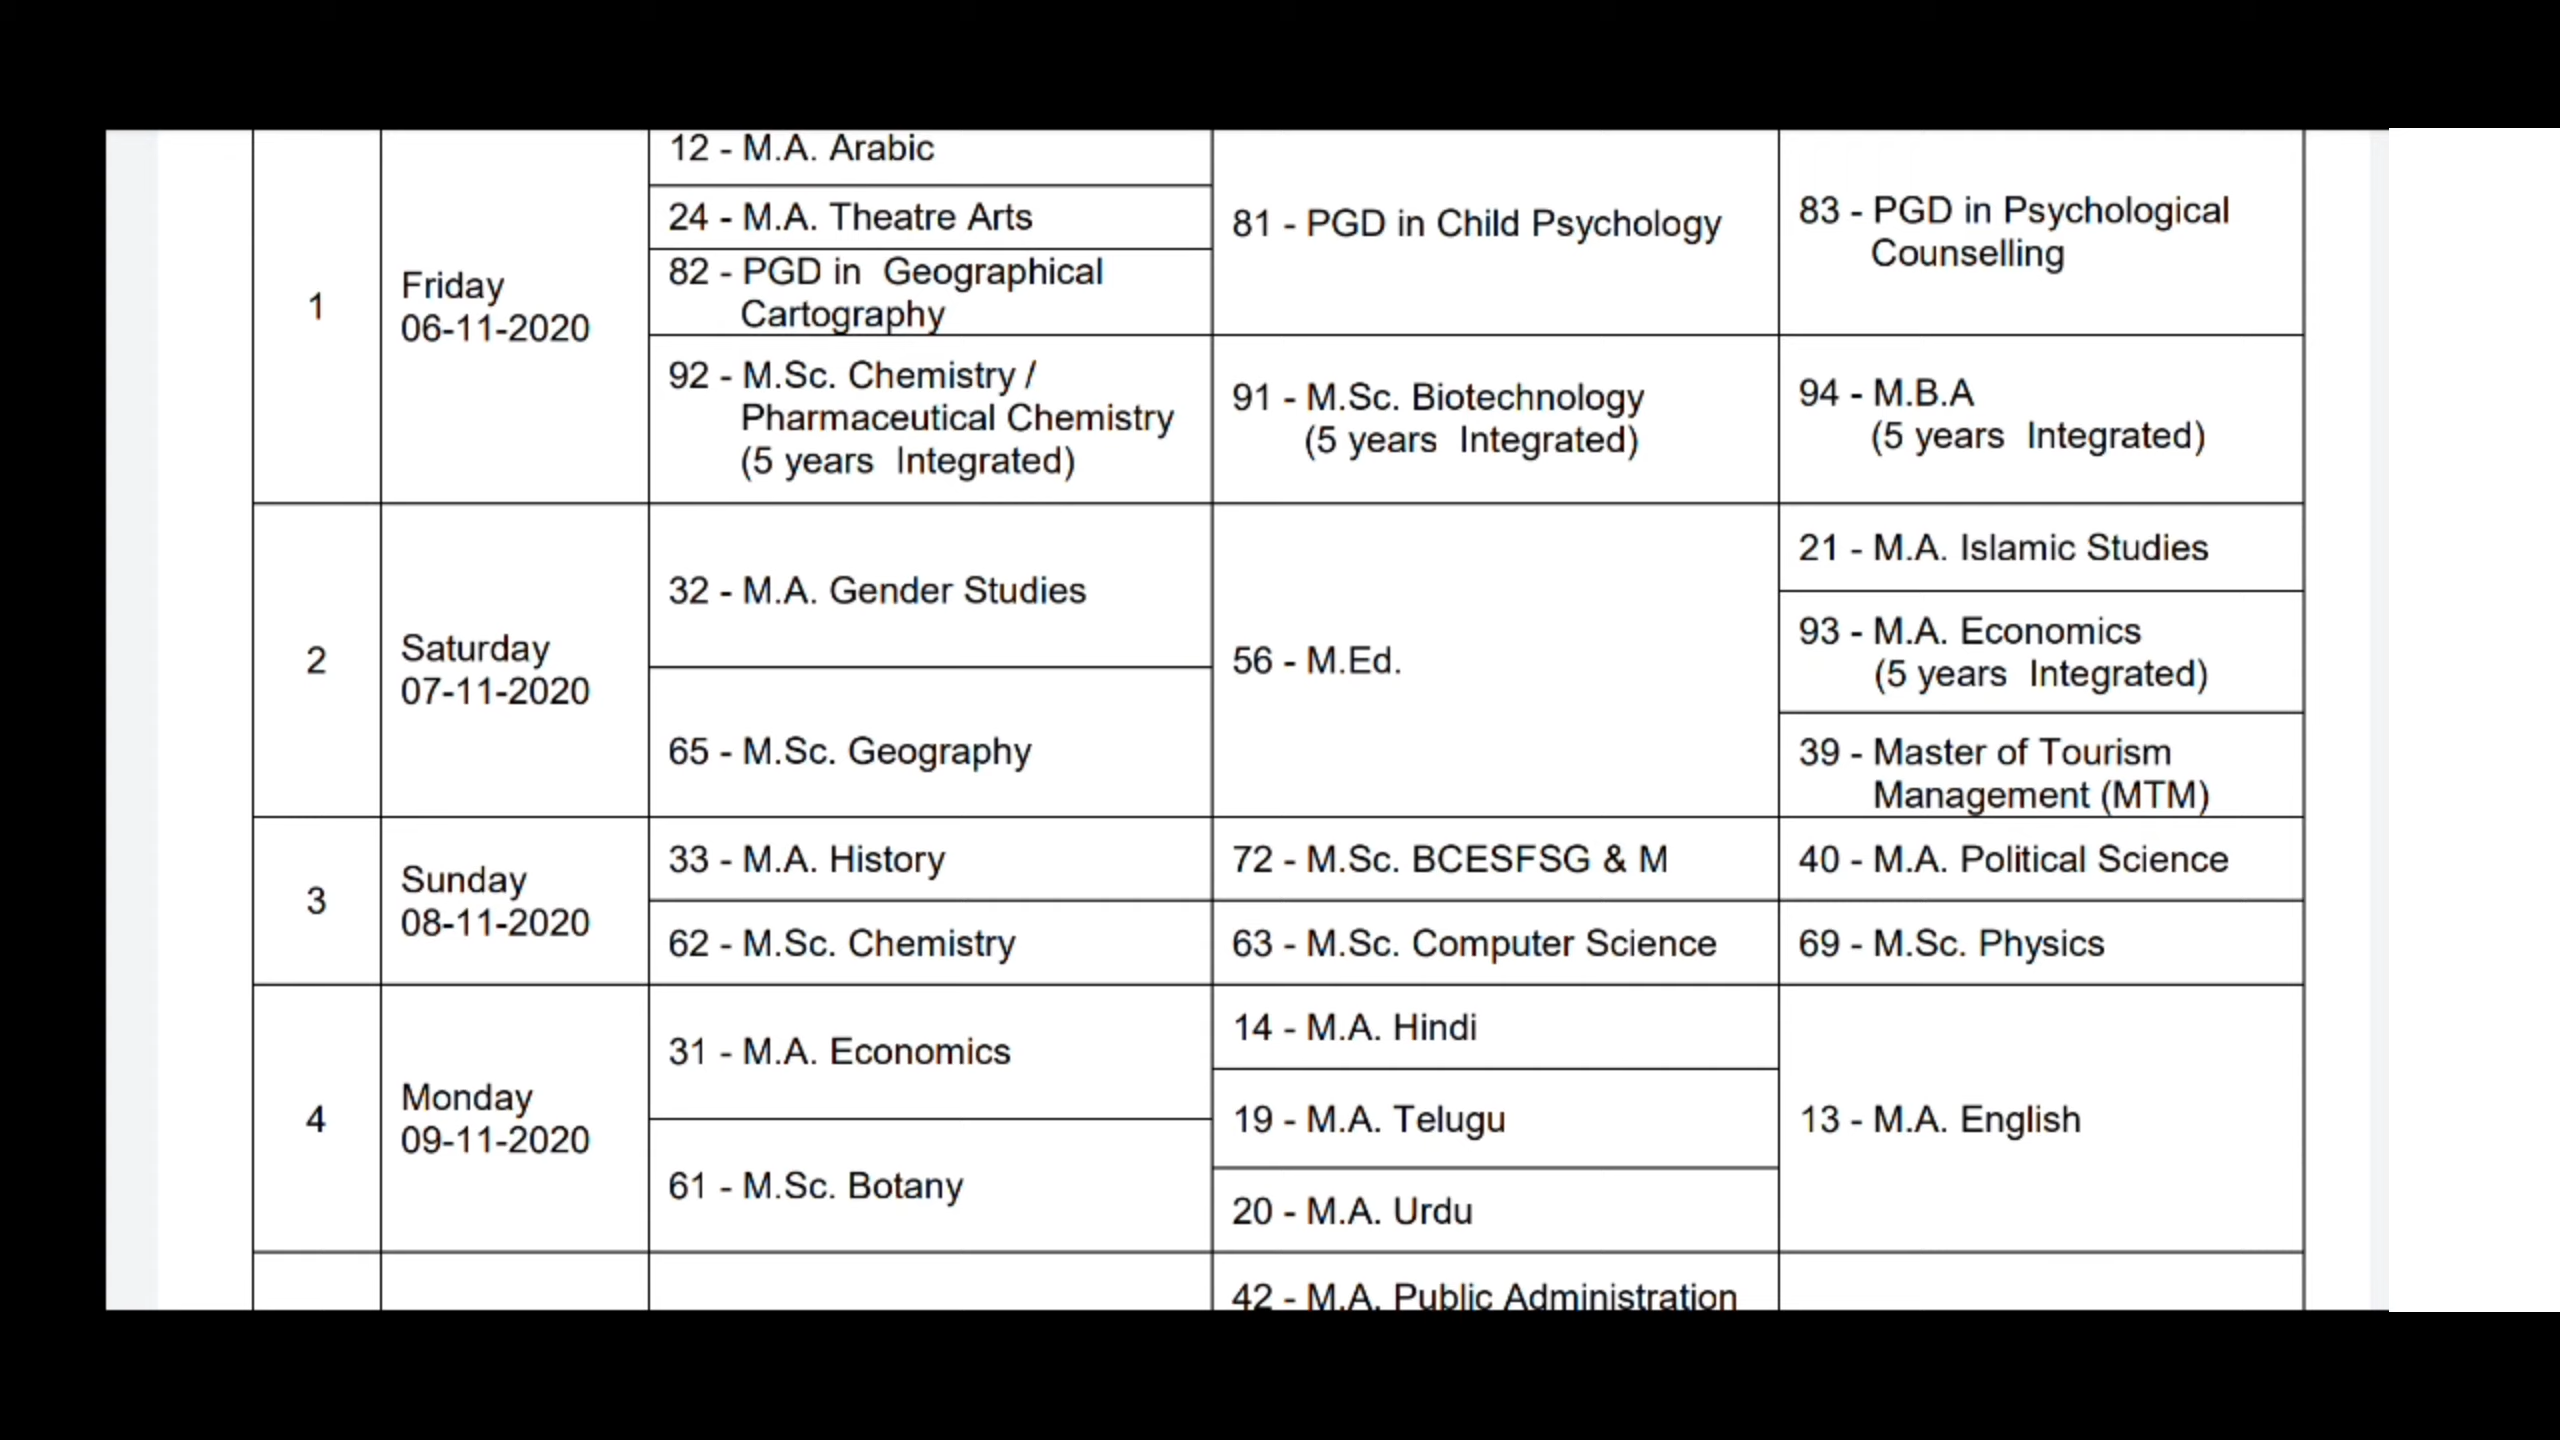 1
Friday
06-11-2020
12 - M.A. Arabic
24 - M.A. Theatre Arts
82 - PGD in Geographical
Cartography
81 - PGD in Child Psychology
83 - PGD in Psychological
Counselling
92 - M.Sc. Chemistry /
Pharmaceutical Chemistry
(5 years Integrated)
91 - M.Sc. Biotechnology
(5 years Integrated)
94 - M.B.A
(5 years Integrated)
2
Saturday
07-11-2020
32 - M.A. Gender Studies
65 - M.Sc. Geography
56 - M.Ed.
21 - M.A. Islamic Studies
93 - M.A. Economics
(5 years Integrated)
39 - Master of Tourism
Management (MTM)
3
Sunday
08-11-2020
33 - M.A. History
72 - M.Sc. BCESFSG & M
40 - M.A. Political Science
62 - M.Sc. Chemistry
63 - M.Sc. Computer Science
69 - M.Sc. Physics
4
Monday
09-11-2020
31 - M.A. Economics
61 - M.Sc. Botany
14 - M.A. Hindi
19 - M.A. Telugu
20 - M.A. Urdu
13 - M.A. English
42 - M.A. Public Administration